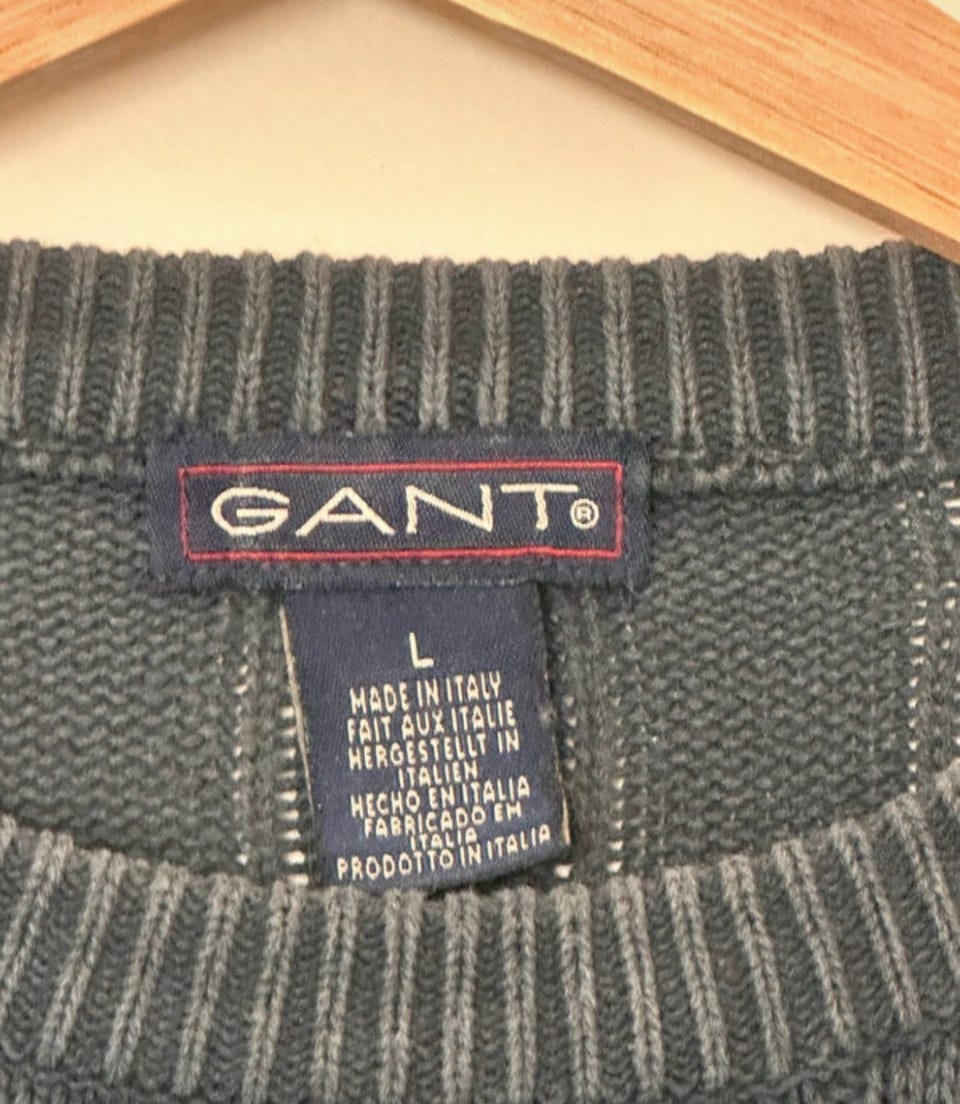 GANT®
L
MADE IN ITALY
FAIT AUX ITALIE
HERGESTELLT IN
ITALIEN
HECHO EN ITALIA
FABRICADO EM
ITALIA
PRODOTTO IN ITALIA